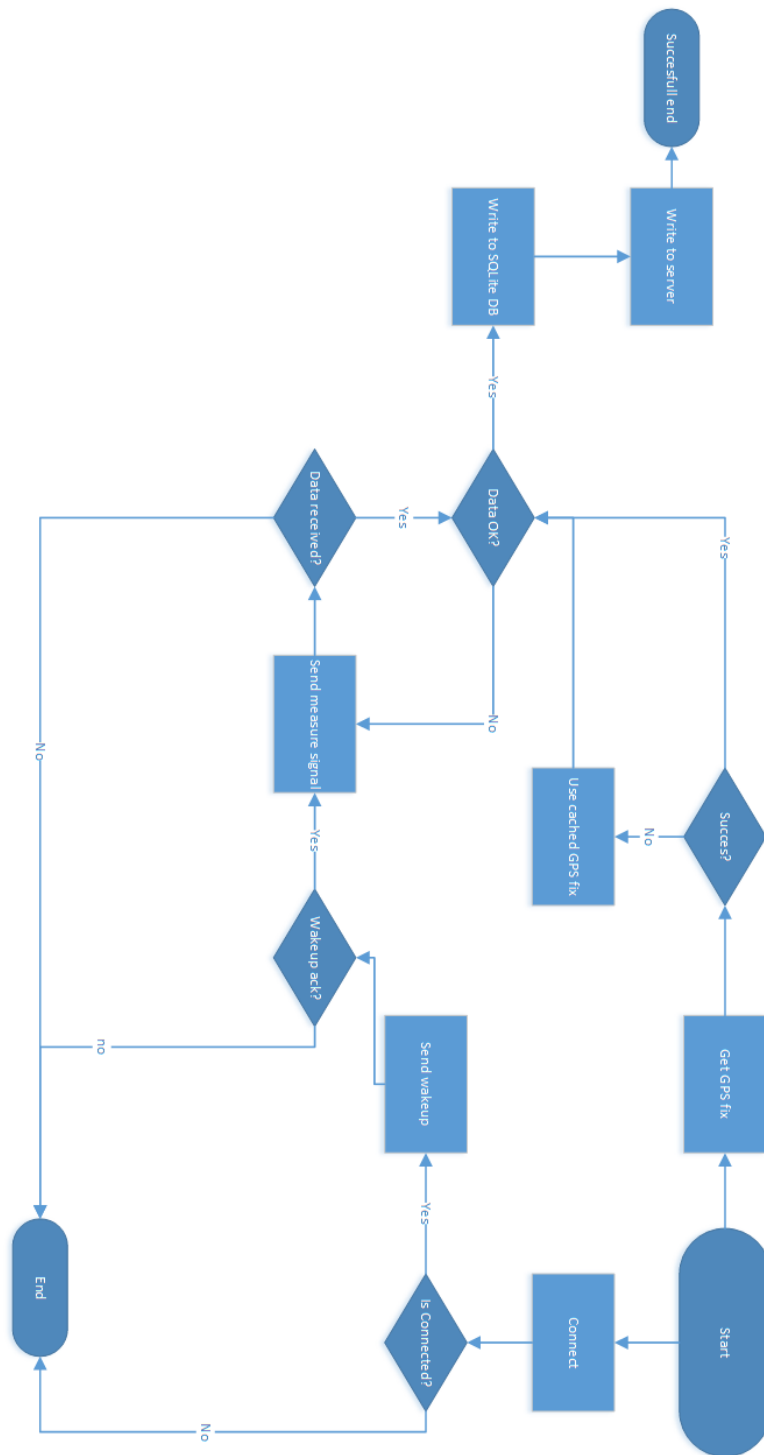 Start
Get GPS fix
Succes?
Yes
No
Use cached GPS fix
Connect
Is Connected?
Yes
No
Send wakeup
Wakeup ack?
Yes
no
Send measure signal
Data received?
Yes
No
Data OK?
Yes
No
Write to SQLite DB
Write to server
Succesfull end
End